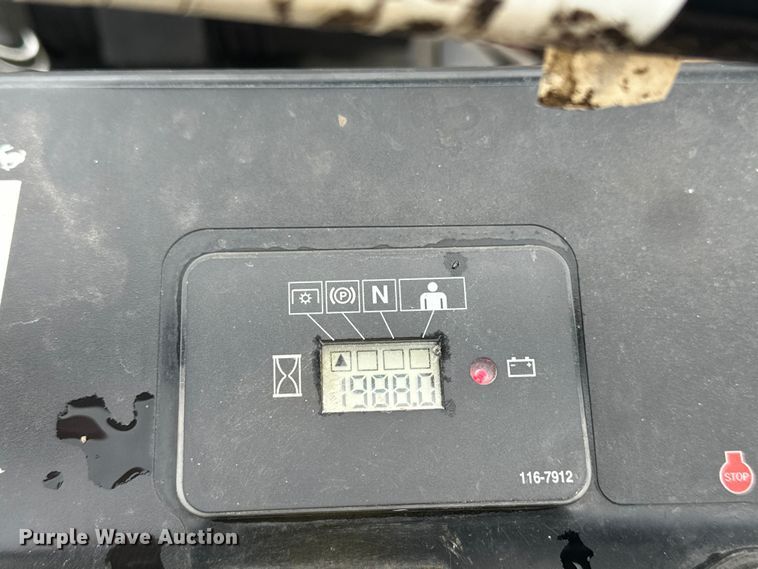 P
N
1988.0
116-7912
STOP
Purple Wave Auction